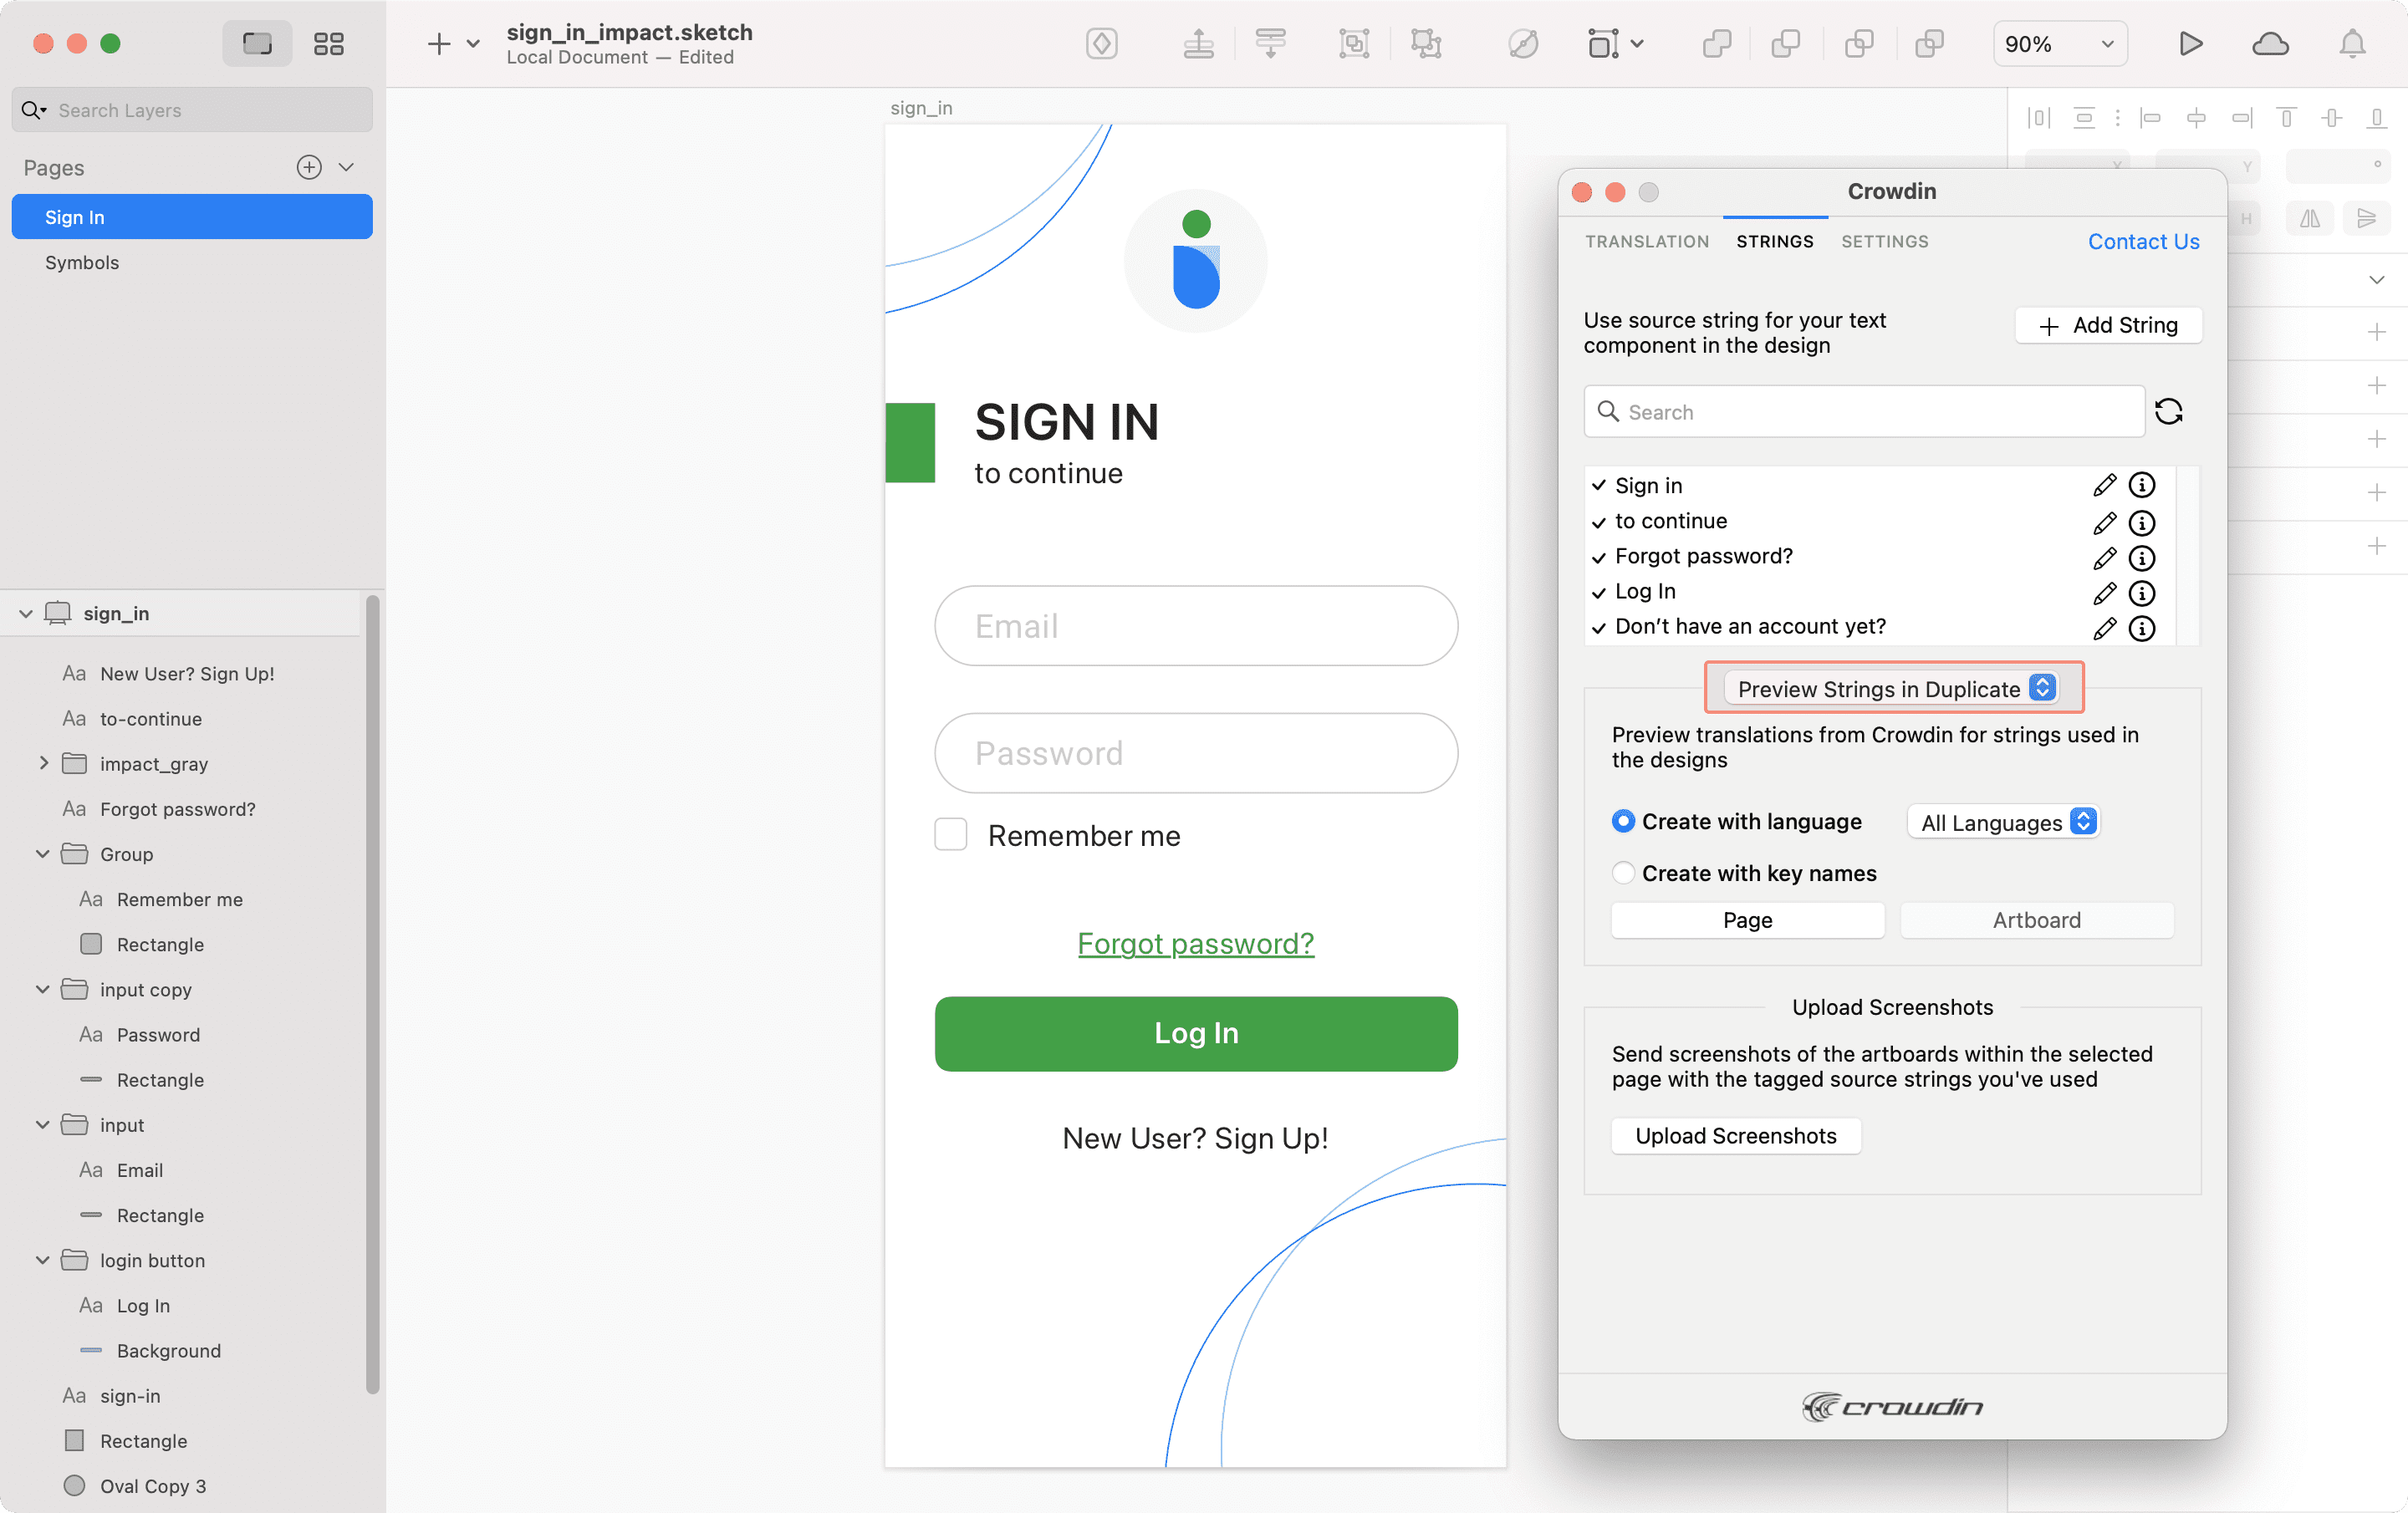 sign_in_impact.sketch
Local Document — Edited
90%
Search Layers
Pages
Sign In
Symbols
sign_in
Aa New User? Sign Up!
Aa to-continue
impact_gray
Aa Forgot password?
Group
Aa Remember me
Rectangle
input copy
Aa Password
Rectangle
input
Aa Email
Rectangle
login button
Aa Log In
Background
Aa sign-in
Rectangle
Oval Copy 3
sign_in
SIGN IN
to continue
Email
Password
Remember me
Forgot password?
Log In
New User? Sign Up!
X
Y
°
H
Crowdin
TRANSLATION STRINGS SETTINGS Contact Us
Use source string for your text
component in the design
Add String
Search
Sign in
to continue
Forgot password?
Log In
Don’t have an account yet?
Preview Strings in Duplicate
Preview translations from Crowdin for strings used in
the designs
Create with language All Languages
Create with key names
Page Artboard
Upload Screenshots
Send screenshots of the artboards within the selected
page with the tagged source strings you've used
Upload Screenshots
crowdin